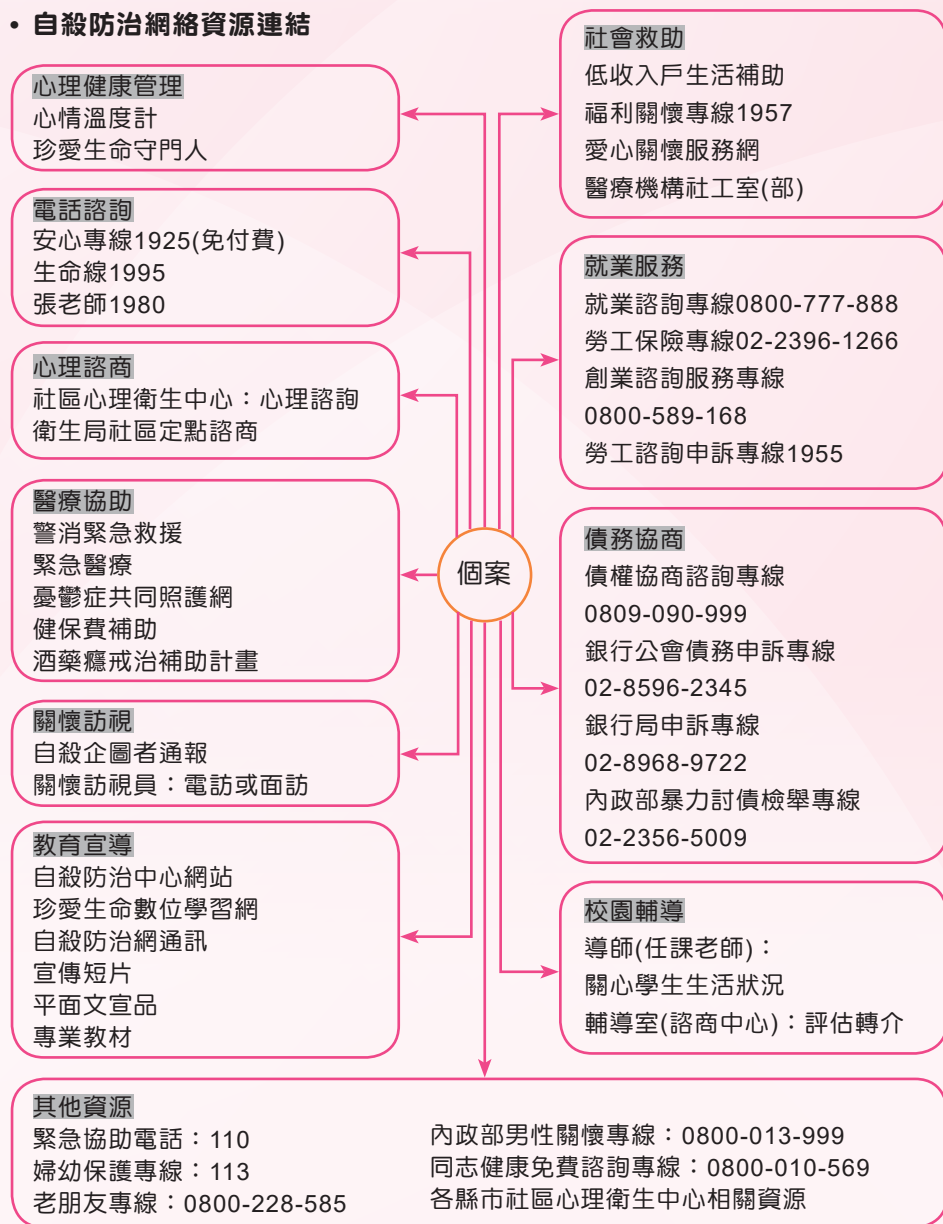 • 自殺防治網絡資源連結
心理健康管理
心情溫度計
珍愛生命守門人
電話諮詢
安心專線1925(免付費)
生命線1995
張老師1980
心理諮商
社區心理衛生中心：心理諮詢
衛生局社區定點諮商
醫療協助
警消緊急救援
緊急醫療
憂鬱症共同照護網
健保費補助
酒藥癮戒治補助計畫
關懷訪視
自殺企圖者通報
關懷訪視員：電訪或面訪
教育宣導
自殺防治中心網站
珍愛生命數位學習網
自殺防治網通訊
宣傳短片
平面文宣品
專業教材
個案
社會救助
低收入戶生活補助
福利關懷專線1957
愛心關懷服務網
醫療機構社工室(部)
就業服務
就業諮詢專線0800-777-888
勞工保險專線02-2396-1266
創業諮詢服務專線
0800-589-168
勞工諮詢申訴專線1955
債務協商
債權協商諮詢專線
0809-090-999
銀行公會債務申訴專線
02-8596-2345
銀行局申訴專線
02-8968-9722
內政部暴力討債檢舉專線
02-2356-5009
校園輔導
導師(任課老師)：
關心學生生活狀況
輔導室(諮商中心)：評估轉介
其他資源
緊急協助電話：110
婦幼保護專線：113
老朋友專線：0800-228-585
內政部男性關懷專線：0800-013-999
同志健康免費諮詢專線：0800-010-569
各縣市社區心理衛生中心相關資源